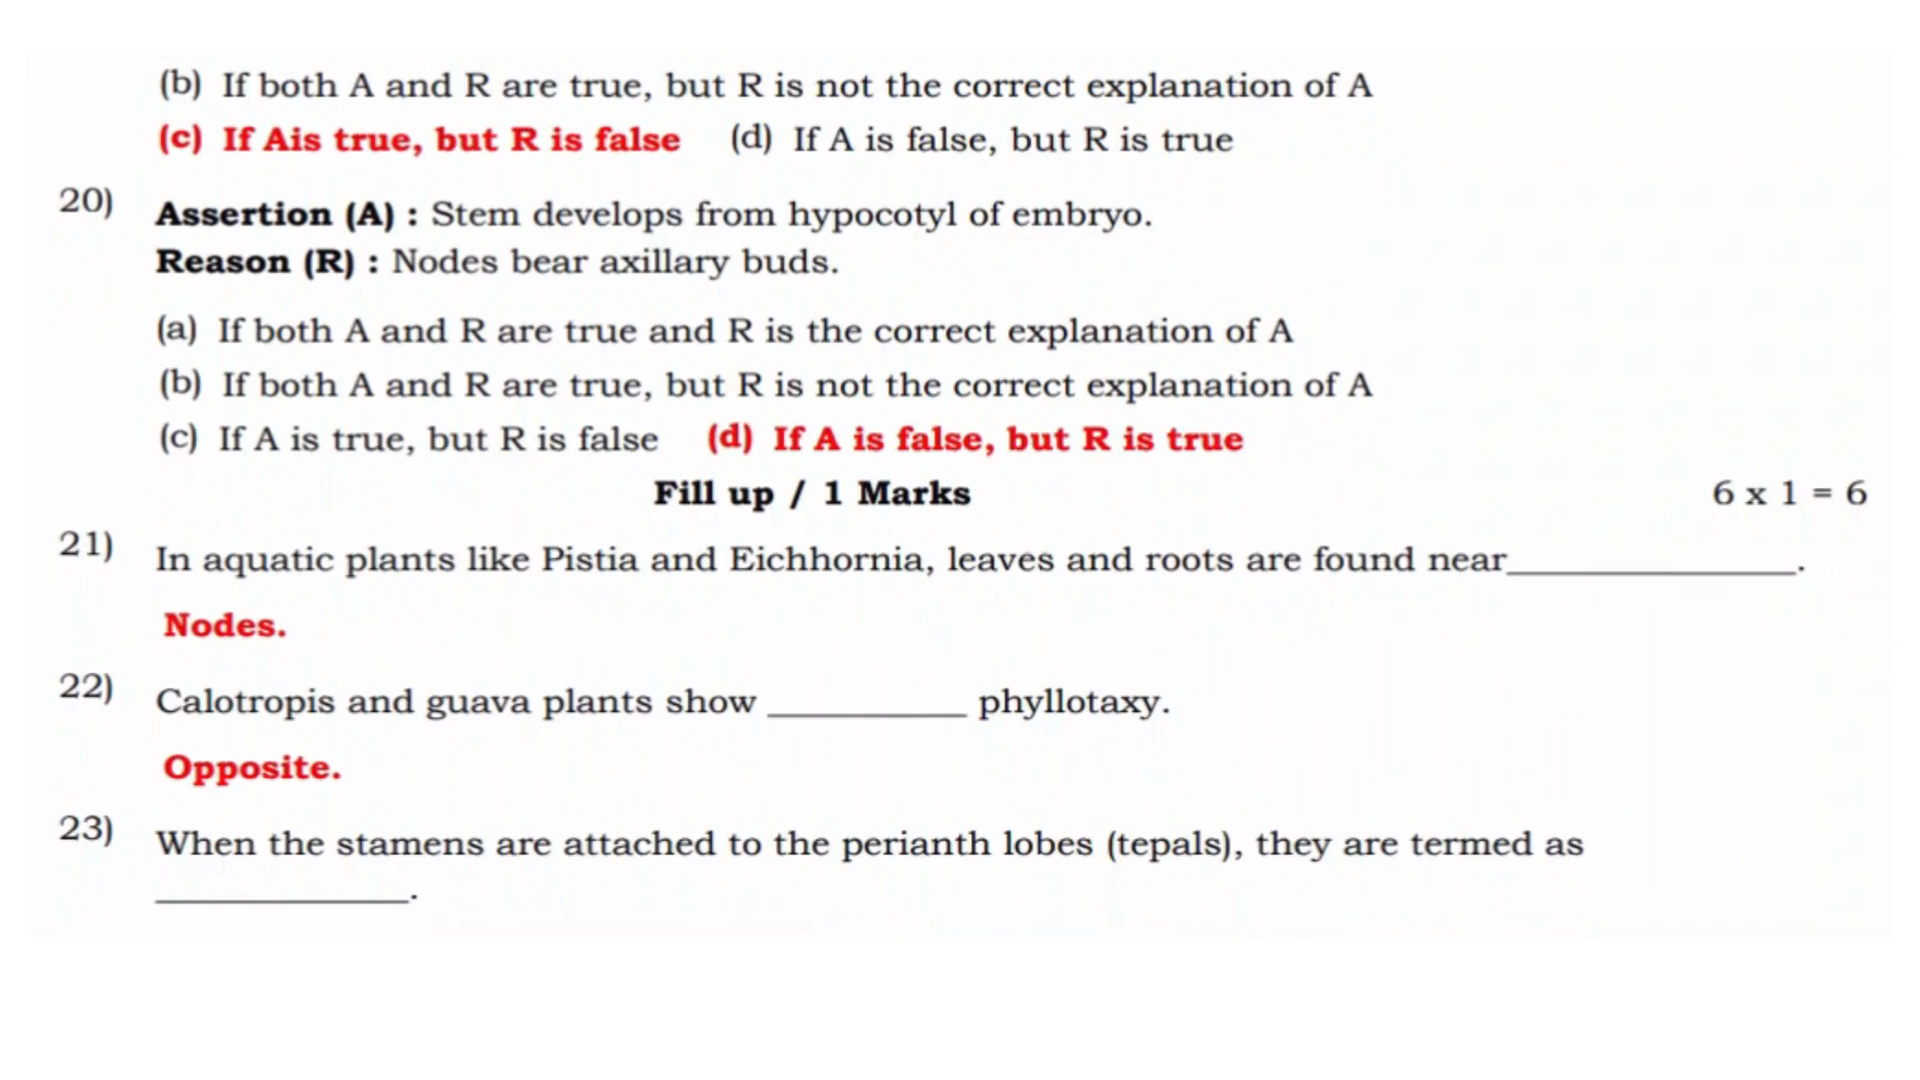 (b) If both A and R are true, but R is not the correct explanation of A
(c) If Ais true, but R is false (d) If A is false, but R is true
20) Assertion (A) : Stem develops from hypocotyl of embryo.
Reason (R) : Nodes bear axillary buds.
(a) If both A and R are true and R is the correct explanation of A
(b) If both A and R are true, but R is not the correct explanation of A
(c) If A is true, but R is false (d) If A is false, but R is true
Fill up / 1 Marks 6 x 1 = 6
21) In aquatic plants like Pistia and Eichhornia, leaves and roots are found near________________.
Nodes.
22) Calotropis and guava plants show ___________ phyllotaxy.
Opposite.
23) When the stamens are attached to the perianth lobes (tepals), they are termed as
______________.